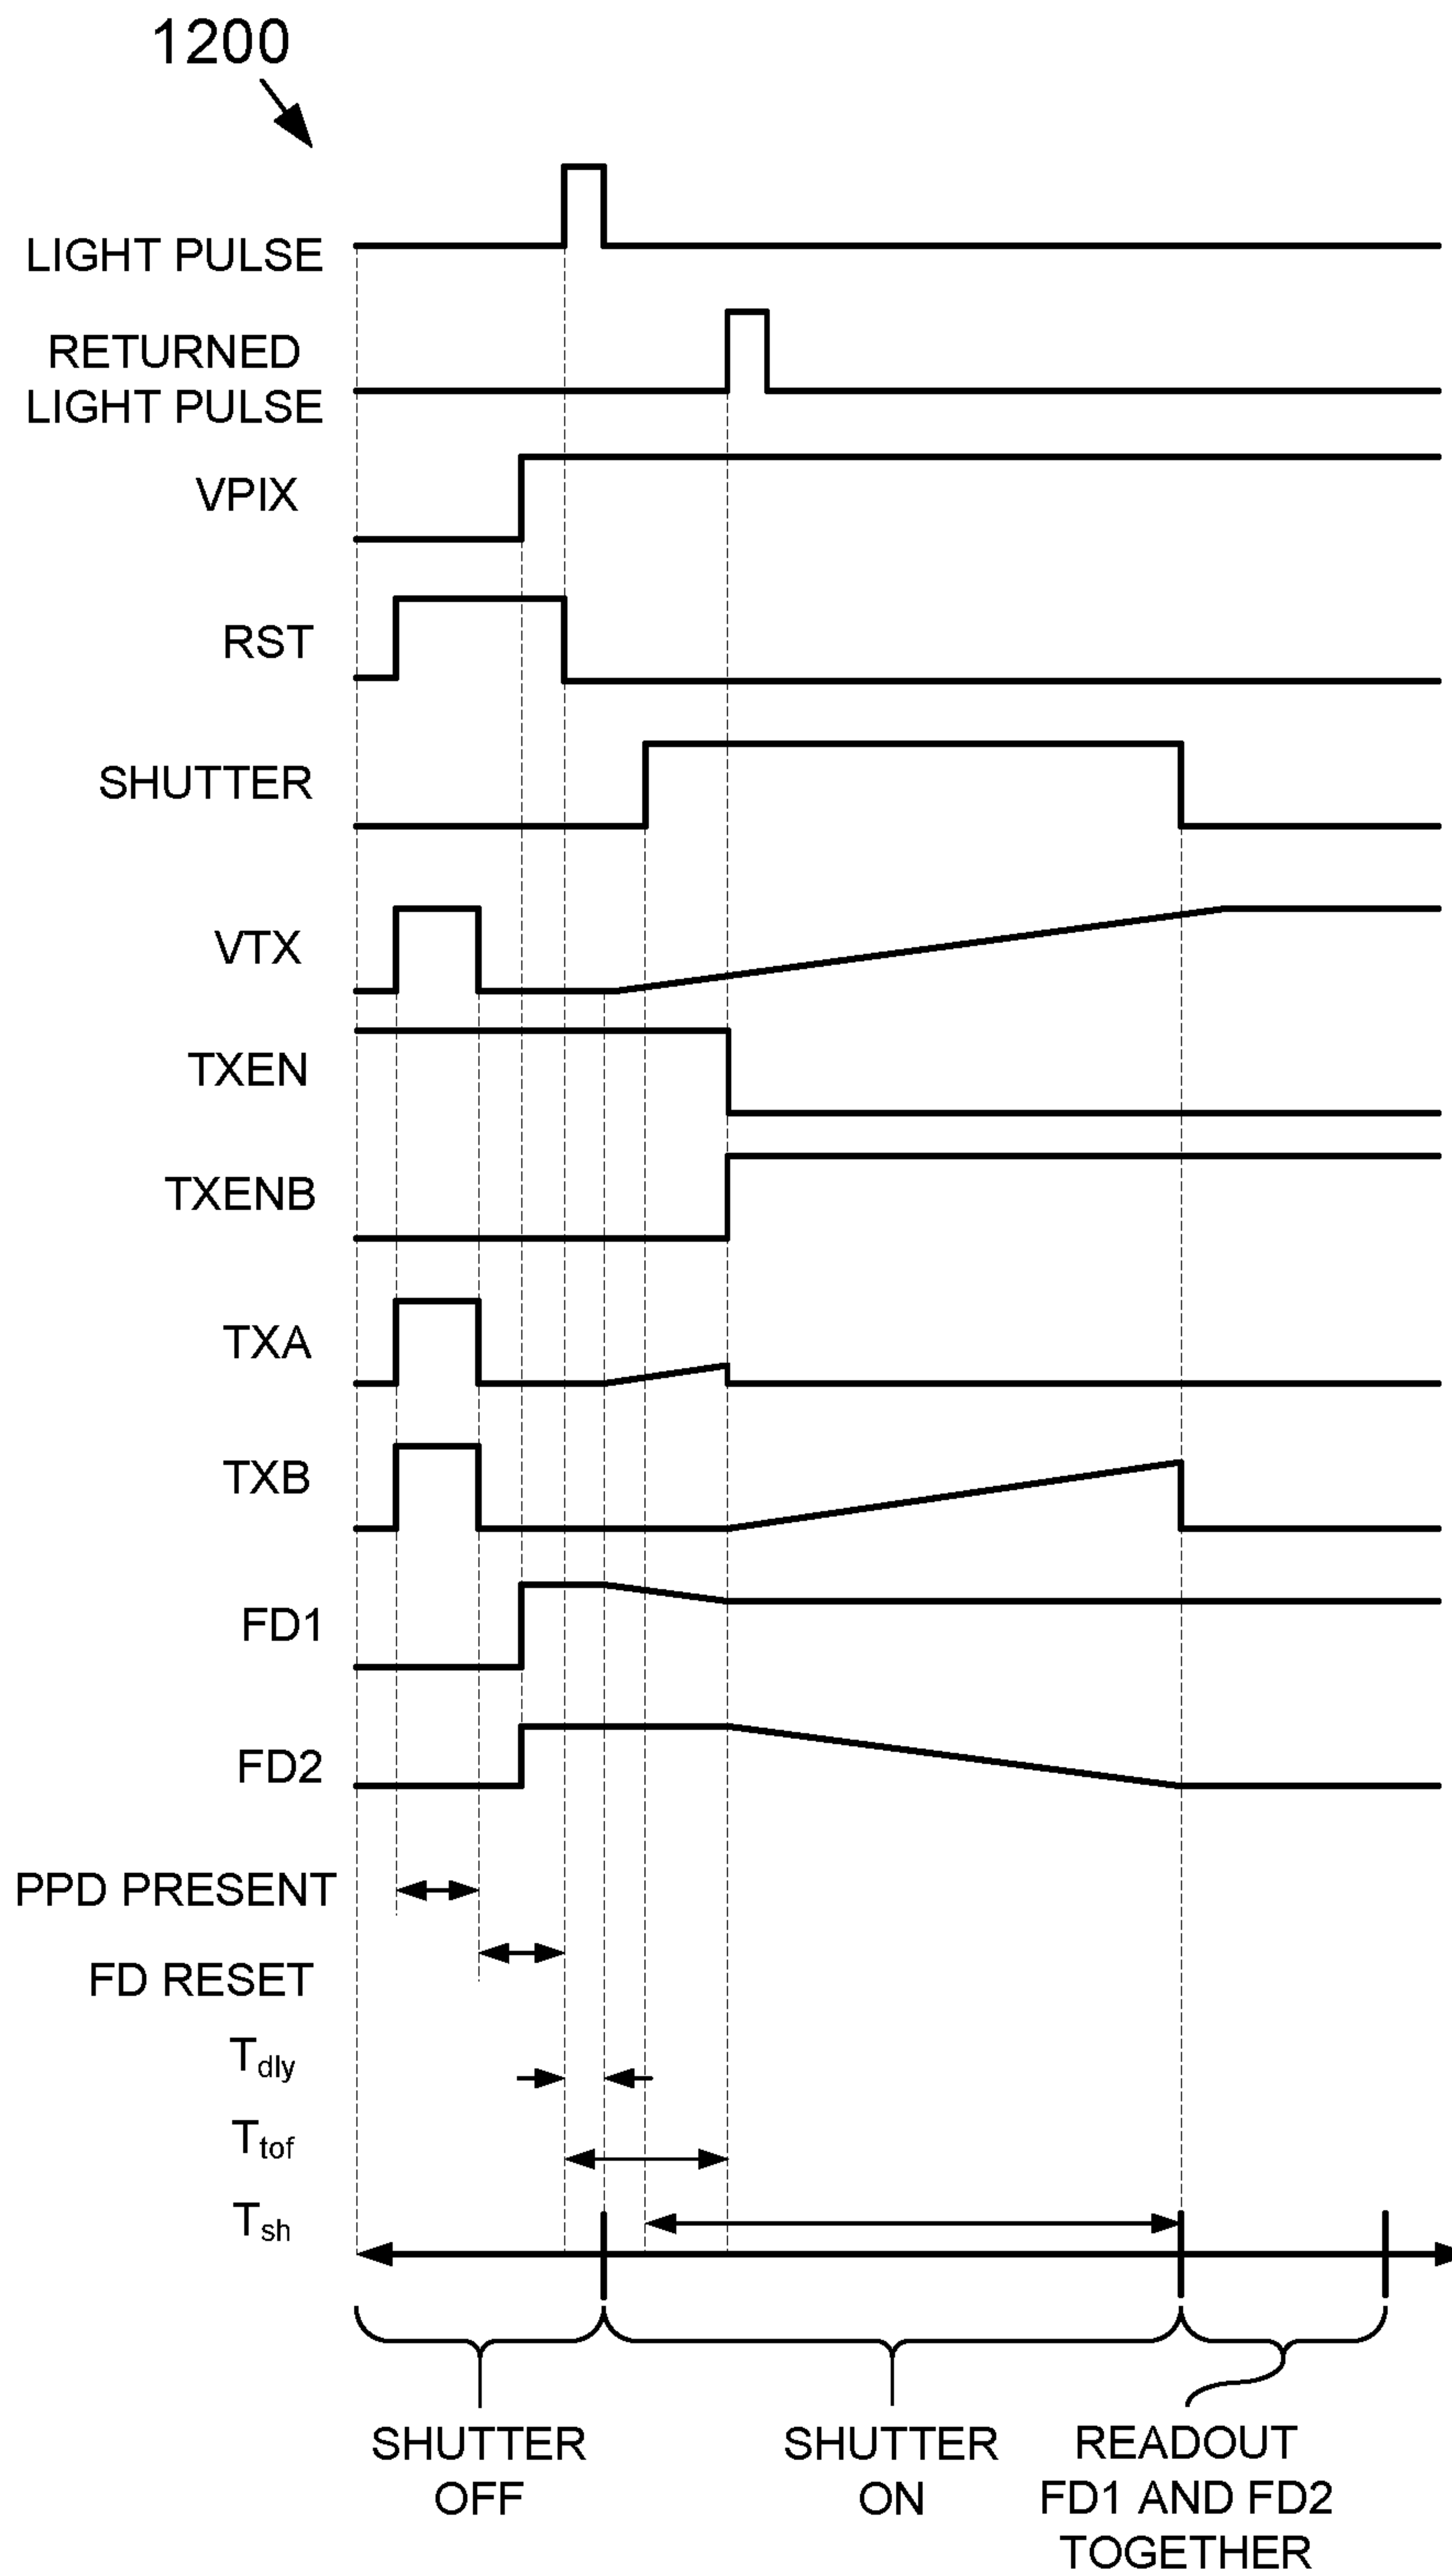 1200
LIGHT PULSE
RETURNED
LIGHT PULSE
VPIX
RST
SHUTTER
VTX
TXEN
TXENB
TXA
TXB
FD1
FD2
PPD PRESENT
FD RESET
Tdly
Ttof
Tsh
SHUTTER
OFF
SHUTTER
ON
READOUT
FD1 AND FD2
TOGETHER